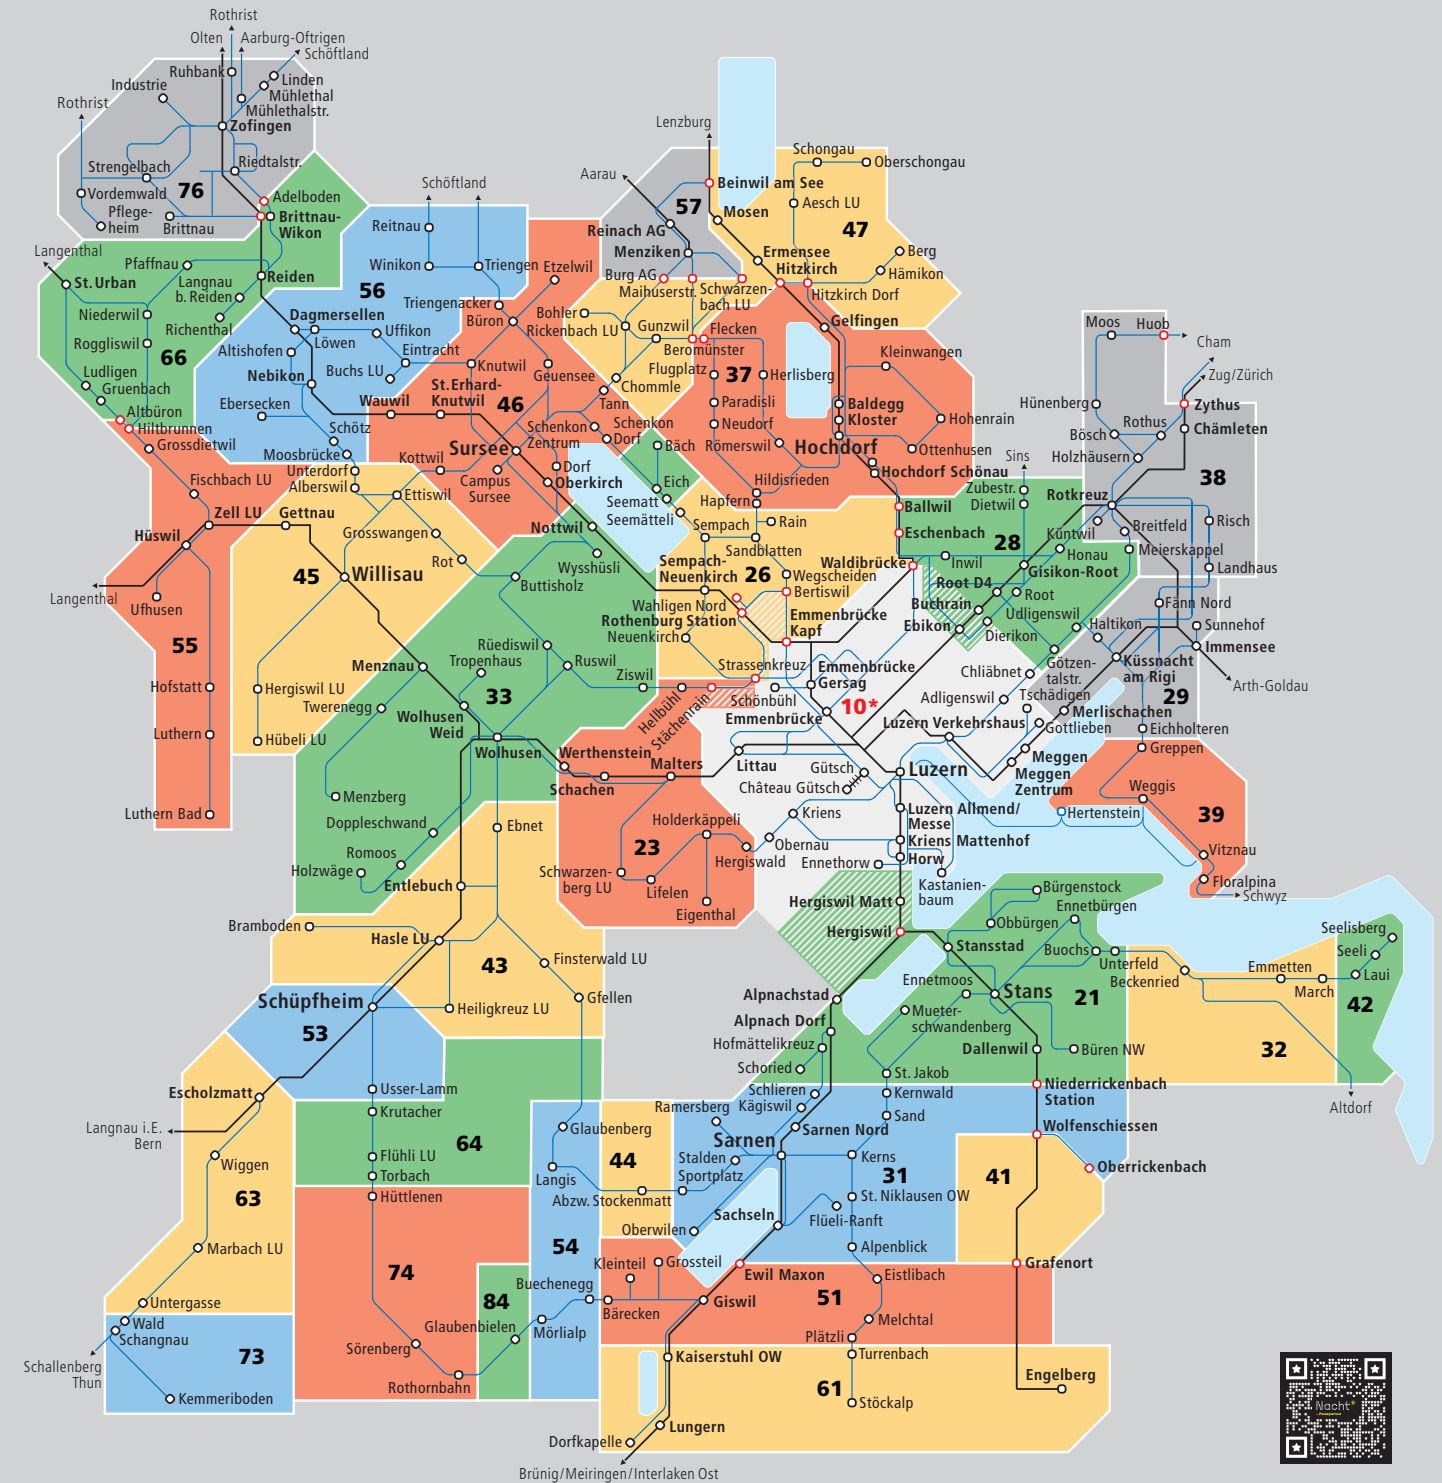 Rothrist
Olten
Aarburg-Oftrigen
Schöftland
Ruhbank
Linden
Industrie
Mühlethal
Mühlethalstr.
Rothrist
Zofingen
Strengelbach
Riedtalstr.
76
Vordemwald
Pflege-
heim
Brittnau
Adelboden
Brittnau-
Wikon
Langenthal
St. Urban
Pfaffnau
Reiden
Langnau
b. Reiden
Niederwil
Richenthal
Roggliswil
66
Ludligen
Gruenbach
Altbüron
Hiltbrunnen
Grossdietwil
Schöftland
Reitnau
Winikon
Triengen
56
Triengenacker
Dagmersellen
Uffikon
Löwen
Altishofen
Eintracht
Buchs LU
Nebikon
Ebersecken
Wauwil
St. Erhard-
Knutwil
Knutwil
Schötz
Moosbrücke
Etzelwil
Büron
Geuensee
46
Tann
Schenkon
Zentrum
Schenkon
Dorf
Sursee
Kottwil
Campus
Sursee
Dorf
Oberkirch
Nottwil
Bäch
Eich
Seematt
Seemätteli
Lenzburg
Aarau
57
Beinwil am See
Mosen
Reinach AG
Menziken
Burg AG
Maihuserstr.
Schwarzen-
bach LU
Schongau
Oberschongau
Aesch LU
47
Ermensee
Berg
Hitzkirch
Hämikon
Hitzkirch Dorf
Gelfingen
Bohler
Rickenbach LU
Gunzwil
Flecken
Beromünster
Chommle
Flugplatz
37
Herlisberg
Kleinwangen
Paradisli
Baldegg
Kloster
Neudorf
Hohenrain
Römerswil
Hochdorf
Ottenhusen
Hochdorf Schönau
Hildisrieden
Hapfern
Sins
Moos
Huob
Cham
Zug/Zürich
Hünenberg
Zythus
Rothus
Bösch
Chämleten
Holzhäusern
38
Rotkreuz
Breitfeld
Risch
Küntwil
Meierskappel
Honau
Landhaus
Zubestr.
Dietwil
Ballwil
Eschenbach
28
Waldibrücke
Inwil
Gisikon-Root
Root D4
Root
Buchrain
Udligenswil
Ebikon
Dierikon
Fänn Nord
Haltikon
Sunnehof
Immensee
Küssnacht
am Rigi
Arth-Goldau
Götzen-
talstr.
29
Tschädigen
Merlischachen
Eichholteren
Greppen
Unterdorf
Alberswil
Ettiswil
Fischbach LU
Zell LU
Gettnau
Grosswangen
Hüswil
Rot
45
Willisau
Langenthal
Ufhusen
55
Hofstatt
Hergiswil LU
Luthern
Hübeli LU
Luthern Bad
Wysshüsli
Buttisholz
Rüediswil
Tropenhaus
Ruswil
Menznau
33
Ziswil
Twerenegg
Wolhusen
Weid
Wolhusen
Menzberg
Doppleschwand
Romoos
Holzwäge
Entlebuch
Sempach
Rain
Sandblatten
Sempach-
Neuenkirch
26
Wegscheiden
Bertiswil
Wahligen Nord
Rothenburg Station
Emmenbrücke
Kapf
Neuenkirch
Strassenkreuz
Emmenbrücke
Gersag
Hellbühl
Stächenrain
Schönbühl
Emmenbrücke
10*
Chliäbnet
Adligenswil
Luzern Verkehrshaus
Gottlieben
Meggen
Meggen
Zentrum
Littau
Gütsch
Château Gütsch
Luzern
Werthenstein
Malters
Schachen
Holderkäppeli
23
Hergiswald
Schwarzen-
berg LU
Lifelen
Eigenthal
Kriens
Obernau
Luzern Allmend/
Messe
Kriens Mattenhof
Ennethorw
Horw
Kastanien-
baum
Hergiswil Matt
Hergiswil
Weggis
Hertenstein
39
Vitznau
Floralpina
Schwyz
Ebnet
Bramboden
Hasle LU
43
Finsterwald LU
Gfellen
Heiligkreuz LU
Schüpfheim
53
Usser-Lamm
Escholzmatt
Langnau i.E.
Bern
Krutacher
64
Flühli LU
Torbach
Hüttlenen
Wiggen
63
Marbach LU
Untergasse
Wald
Schangnau
Schallenberg
Thun
73
Kemmeriboden
74
Sörenberg
Rothornbahn
84
Glaubenbielen
Glaubenberg
Langis
54
Buechenegg
Mörlialp
44
Abzw. Stockenmatt
Bürgenstock
Ennetbürgen
Obbürgen
Stansstad
Buochs
Unterfeld
Beckenried
Ennetmoos
Stans
21
Mueter-
schwandenberg
Dallenwil
Büren NW
Alpnachstad
Alpnach Dorf
Hofmättelikreuz
Schoried
St. Jakob
Schlieren
Kägiswil
Kernwald
Sand
Niederrickenbach
Station
Wolfenschiessen
Oberrickenbach
Seelisberg
Seeli
Emmetten
Laui
March
42
32
Altdorf
Ramersberg
Sarnen Nord
Sarnen
Stalden
Sportplatz
Kerns
31
St. Niklausen OW
Oberwilen
Sachseln
Flüeli-Ranft
Alpenblick
41
Kleinteil
Grossteil
Ewil Maxon
Eistlibach
Grafenort
Bärecken
Giswil
51
Melchtal
Plätzli
Kaiserstuhl OW
Turrenbach
61
Engelberg
Stöckalp
Lungern
Dorfkapelle
Brünig/Meiringen/Interlaken Ost
Nacht*